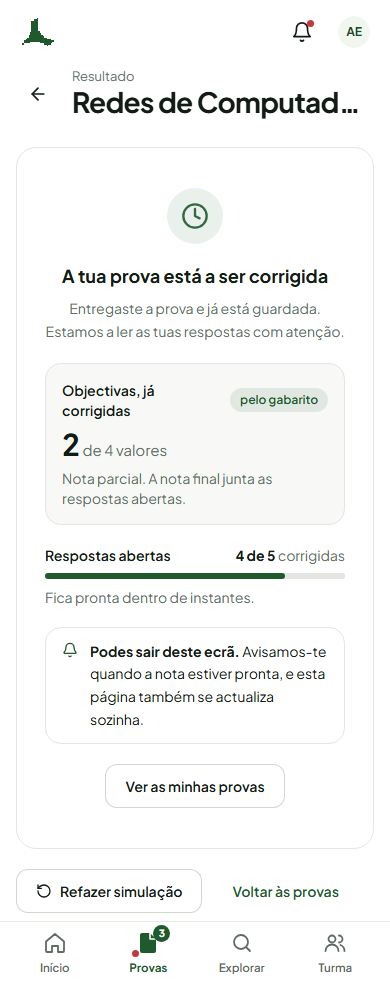 AE
Resultado
Redes de Computad...
A tua prova está a ser corrigida
Entregaste a prova e já está guardada.
Estamos a ler as tuas respostas com atenção.
Objectivas, já
corrigidas
pelo gabarito
2 de 4 valores
Nota parcial. A nota final junta as
respostas abertas.
Respostas abertas
4 de 5 corrigidas
Fica pronta dentro de instantes.
Podes sair deste ecrã. Avisamos-te
quando a nota estiver pronta, e esta
página também se actualiza
sozinha.
Ver as minhas provas
Refazer simulação
Voltar às provas
3
Início
Provas
Explorar
Turma